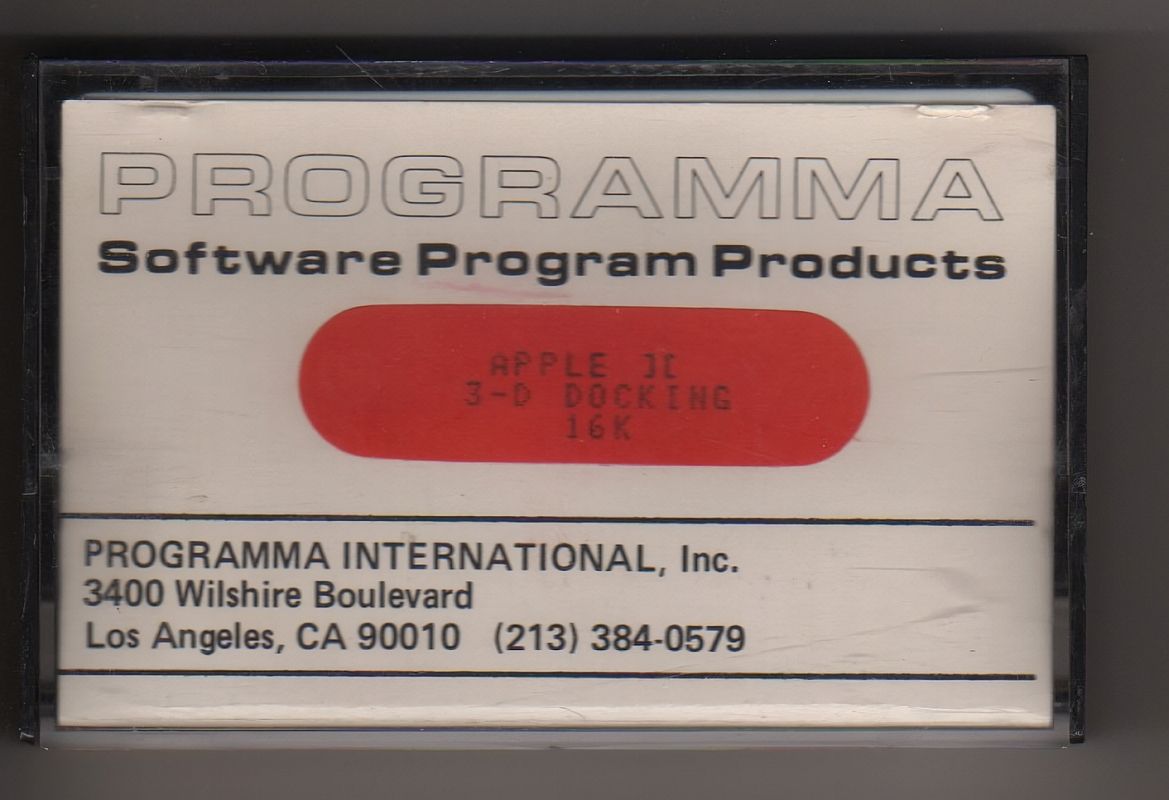 PROGRAMMA
Software Program Products
APPLE ][
3-D DOCKING
16K
PROGRAMMA INTERNATIONAL, Inc.
3400 Wilshire Boulevard
Los Angeles, CA 90010 (213) 384-0579